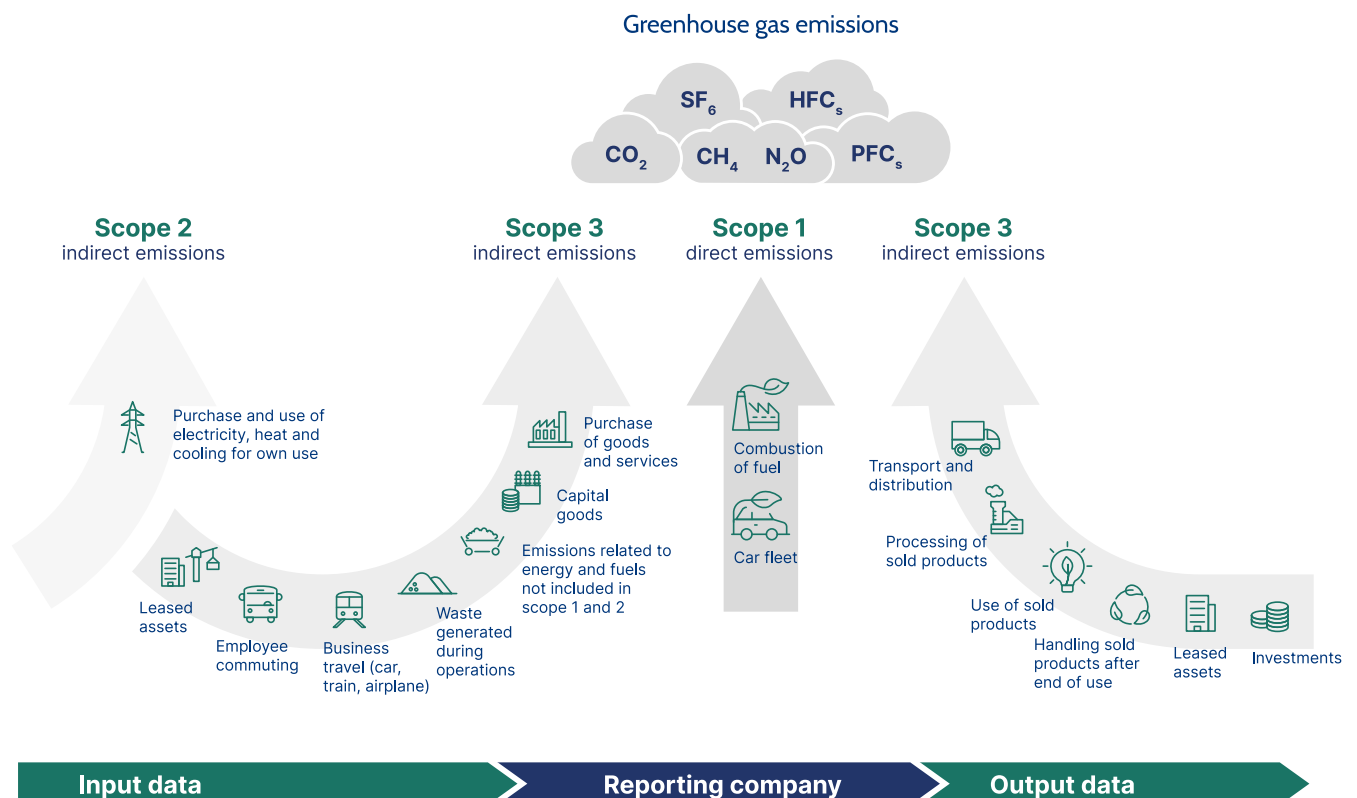 Greenhouse gas emissions
SF₆
HFCₛ
CO₂
CH₄
N₂O
PFCₛ
Scope 2
indirect emissions
Scope 3
indirect emissions
Scope 1
direct emissions
Scope 3
indirect emissions
Purchase and use of
electricity, heat and
cooling for own use
Leased
assets
Employee
commuting
Business
travel (car,
train, airplane)
Waste
generated
during
operations
Emissions related to
energy and fuels
not included in
scope 1 and 2
Capital
goods
Purchase
of goods
and services
Combustion
of fuel
Car fleet
Transport and
distribution
Processing of
sold products
Use of sold
products
Handling sold
products after
end of use
Leased
assets
Investments
Input data
Reporting company
Output data